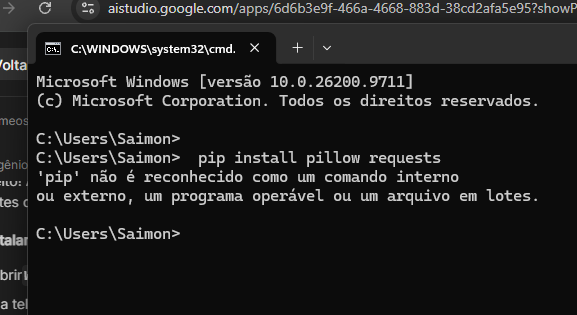 aistudio.google.com/apps/6d6b3e9f-466a-4668-883d-38cd2afa5e95?showP
C:\WINDOWS\system32\cmd.
Volta
Microsoft Windows [versão 10.0.26200.9711]
(c) Microsoft Corporation. Todos os direitos reservados.
C:\Users\Saimon>
C:\Users\Saimon>  pip install pillow requests
'pip' não é reconhecido como um comando interno
ou externo, um programa operável ou um arquivo em lotes.
C:\Users\Saimon>